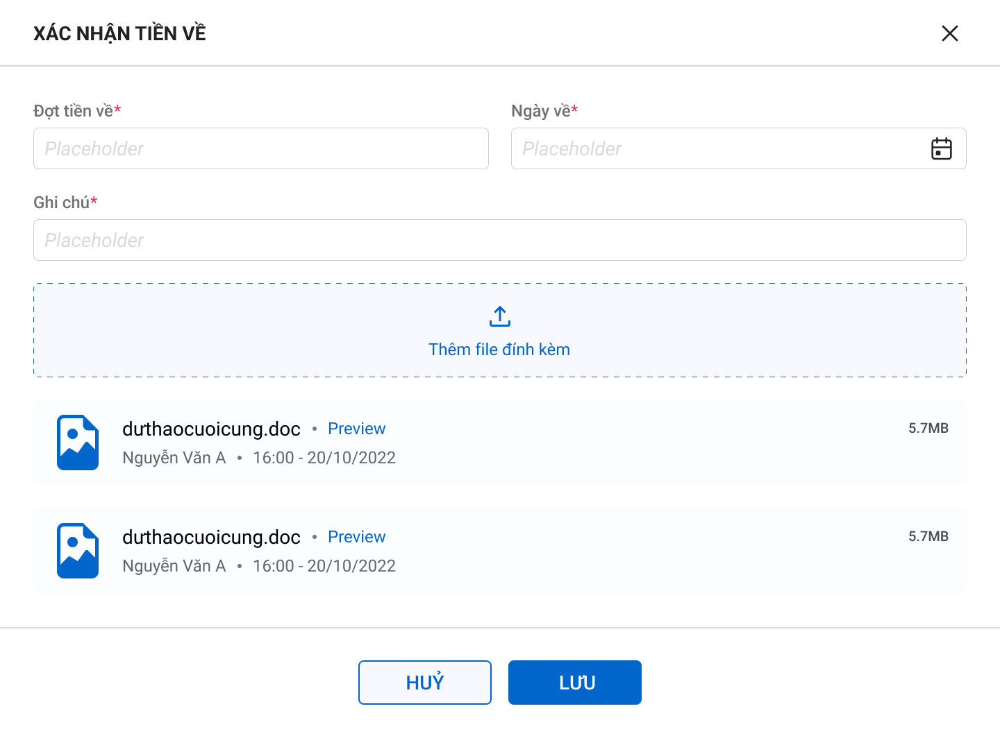 XÁC NHẬN TIỀN VỀ
Đợt tiền về*
Ngày về*
Placeholder
Placeholder
Ghi chú*
Placeholder
Thêm file đính kèm
dưthaocuoicung.doc • Preview
5.7MB
Nguyễn Văn A • 16:00 - 20/10/2022
dưthaocuoicung.doc • Preview
5.7MB
Nguyễn Văn A • 16:00 - 20/10/2022
HUỶ
LƯU